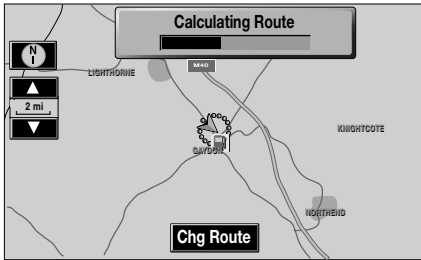 Calculating Route
N
LIGHTHORNE
M40
2 mi
KNIGHTCOTE
GAYDON
NORTHEND
Chg Route